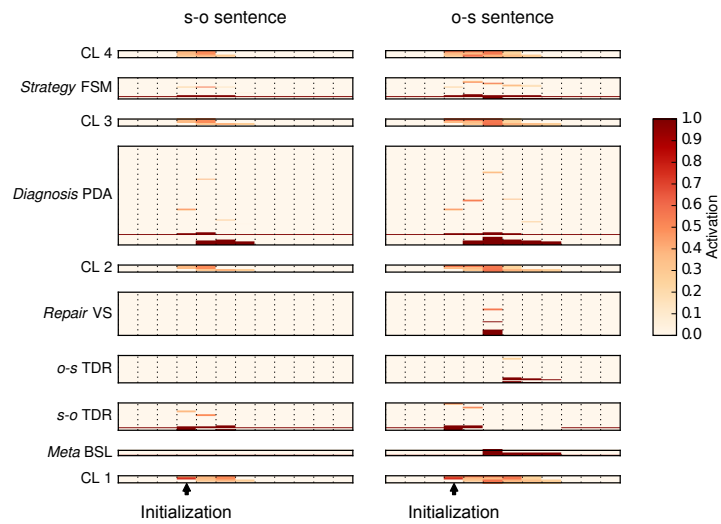 s-o sentence
o-s sentence
CL 4
Strategy FSM
CL 3
Diagnosis PDA
CL 2
Repair VS
o-s TDR
s-o TDR
Meta BSL
CL 1
Initialization
Initialization
1.0
0.9
0.8
0.7
0.6
0.5
0.4
0.3
0.2
0.1
0.0
Activation